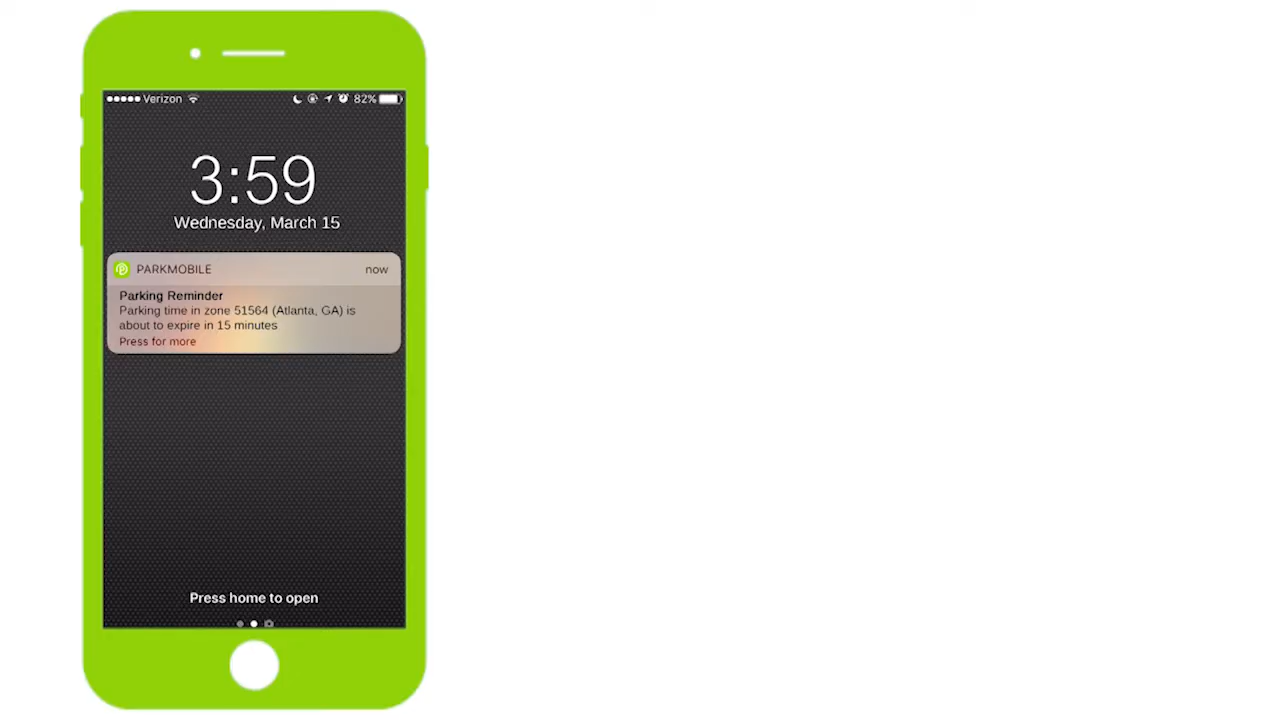 Verizon 82%
3:59
Wednesday, March 15
PARKMOBILE now
Parking Reminder
Parking time in zone 51564 (Atlanta, GA) is
about to expire in 15 minutes
Press for more
Press home to open